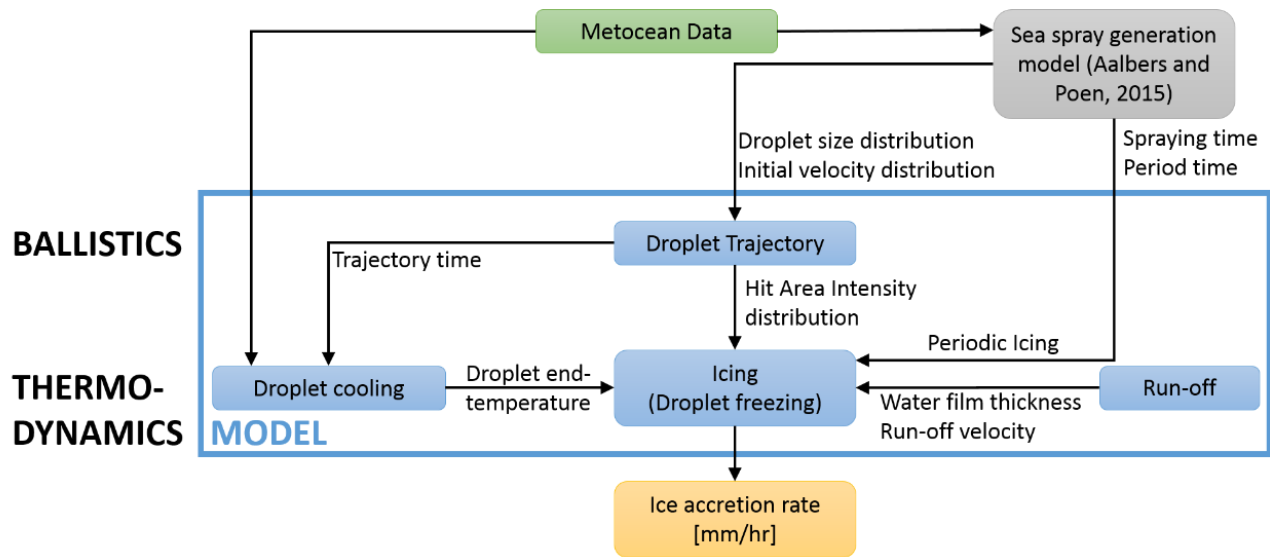 Metocean Data
Sea spray generation
model (Aalbers and
Poen, 2015)
Droplet size distribution
Initial velocity distribution
Spraying time
Period time
BALLISTICS
Droplet Trajectory
Trajectory time
Hit Area Intensity
distribution
Periodic Icing
THERMO-
DYNAMICS
MODEL
Droplet cooling
Droplet end-
temperature
Icing
(Droplet freezing)
Water film thickness
Run-off velocity
Run-off
Ice accretion rate
[mm/hr]